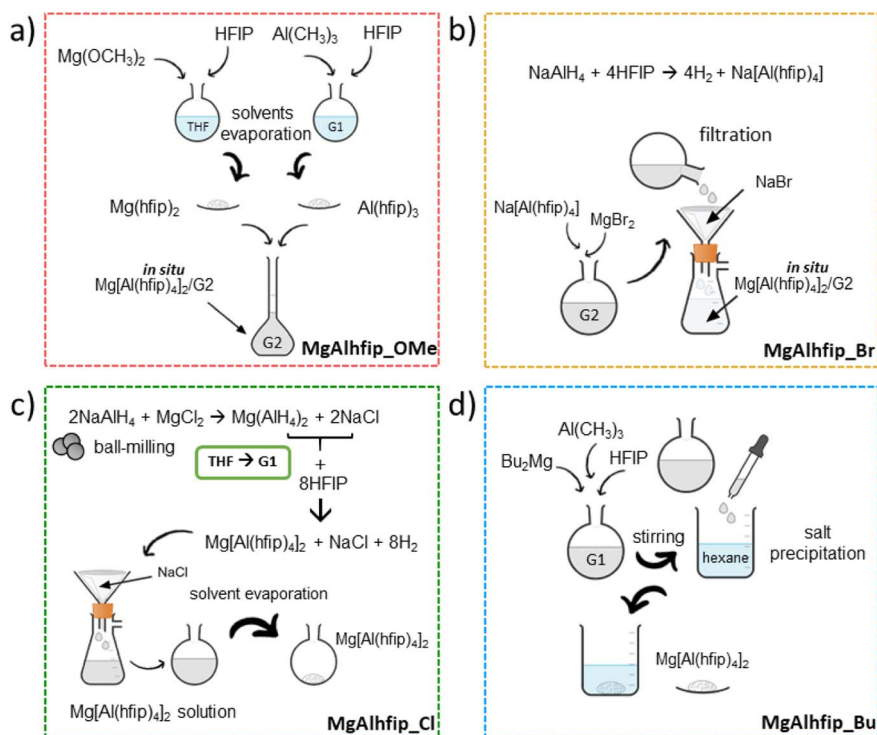 a)
HFIP
Al(CH₃)₃
HFIP
Mg(OCH₃)₂
THF
solvents
evaporation
G1
Mg(hfip)₂
Al(hfip)₃
in situ
Mg[Al(hfip)₄]₂/G2
G2
MgAlhfip_OMe
b)
NaAlH₄ + 4HFIP → 4H₂ + Na[Al(hfip)₄]
filtration
NaBr
Na[Al(hfip)₄]
MgBr₂
G2
in situ
Mg[Al(hfip)₄]₂/G2
MgAlhfip_Br
c)
2NaAlH₄ + MgCl₂ → Mg(AlH₄)₂ + 2NaCl
ball-milling
THF → G1
+
8HFIP
Mg[Al(hfip)₄]₂ + NaCl + 8H₂
NaCl
solvent evaporation
Mg[Al(hfip)₄]₂
Mg[Al(hfip)₄]₂ solution
MgAlhfip_Cl
d)
Al(CH₃)₃
Bu₂Mg
HFIP
G1
stirring
hexane
salt
precipitation
Mg[Al(hfip)₄]₂
MgAlhfip_Bu